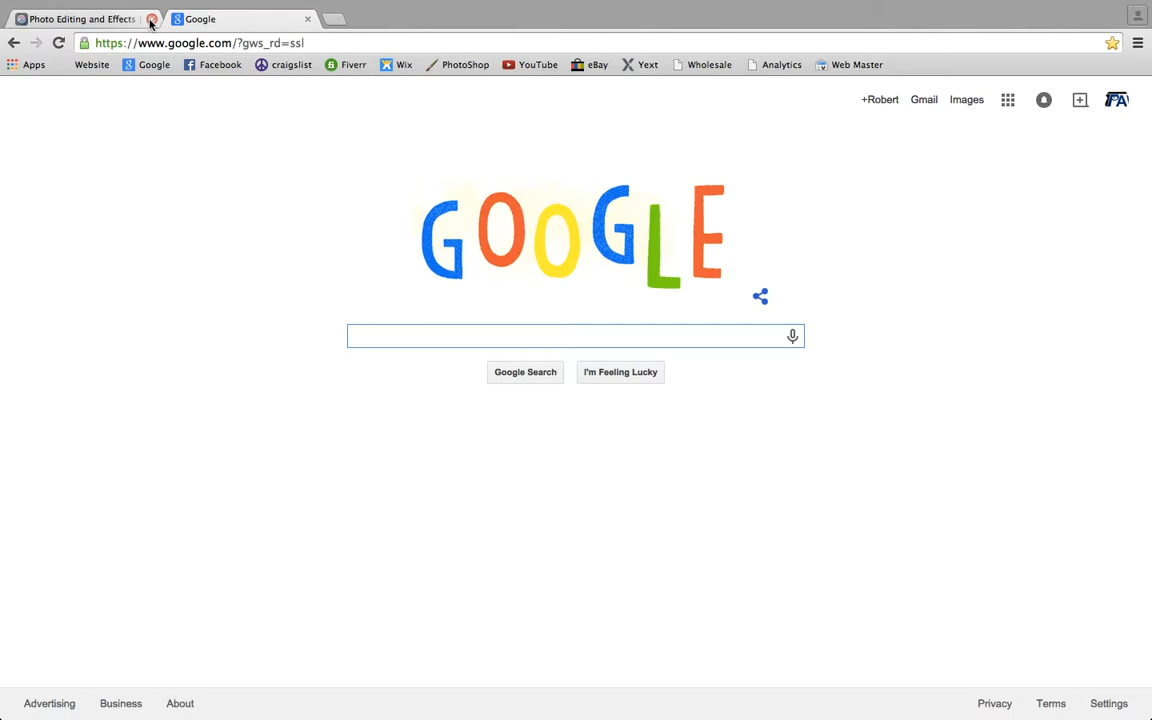 Photo Editing and Effects Google
https://www.google.com/?gws_rd=ssl
Apps Website Google Facebook craigslist Fiverr Wix PhotoShop YouTube eBay Yext Wholesale Analytics Web Master
+Robert Gmail Images
GOOGLE
Google Search I'm Feeling Lucky
Advertising Business About Privacy Terms Settings